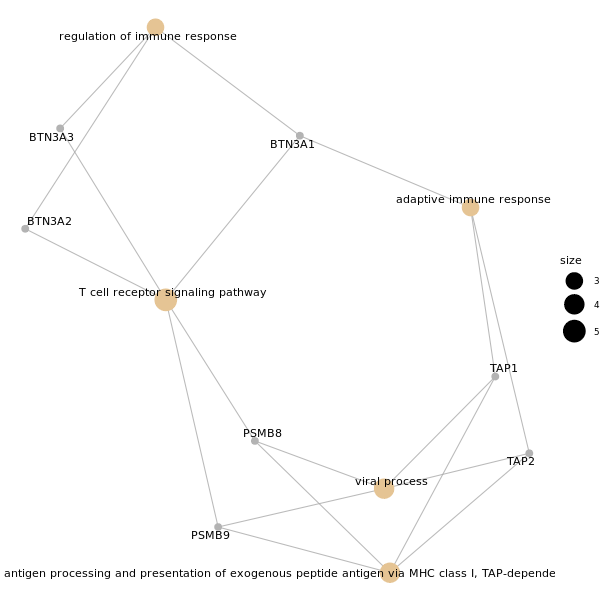 regulation of immune response
BTN3A3
BTN3A1
adaptive immune response
BTN3A2
size
3
4
5
T cell receptor signaling pathway
TAP1
PSMB8
TAP2
viral process
PSMB9
antigen processing and presentation of exogenous peptide antigen via MHC class I, TAP-depende